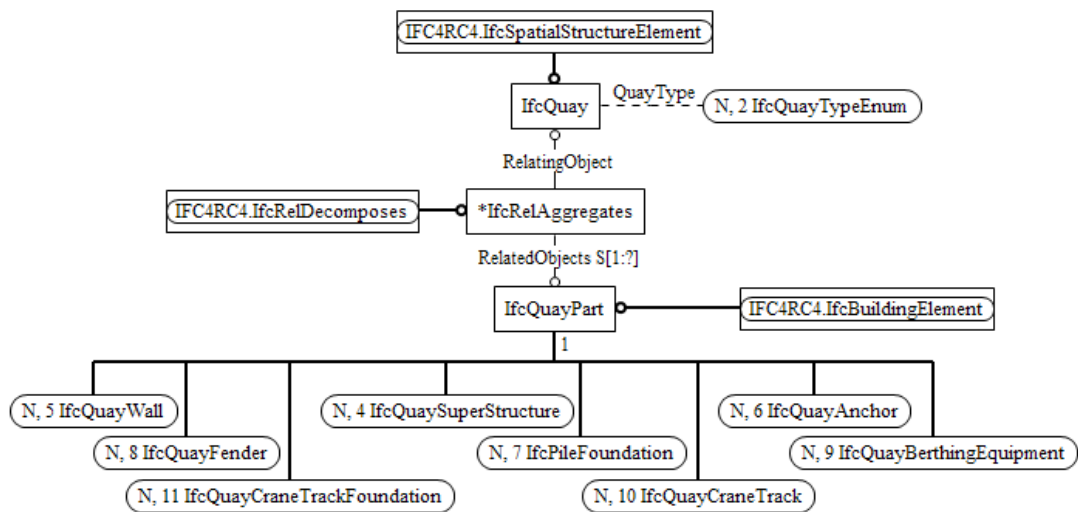 IFC4RC4.IfcSpatialStructureElement
IfcQuay
QuayType
N, 2 IfcQuayTypeEnum
RelatingObject
IFC4RC4.IfcRelDecomposes
*IfcRelAggregates
RelatedObjects S[1:?]
IfcQuayPart
IFC4RC4.IfcBuildingElement
1
N, 5 IfcQuayWall
N, 4 IfcQuaySuperStructure
N, 6 IfcQuayAnchor
N, 8 IfcQuayFender
N, 7 IfcPileFoundation
N, 9 IfcQuayBerthingEquipment
N, 11 IfcQuayCraneTrackFoundation
N, 10 IfcQuayCraneTrack